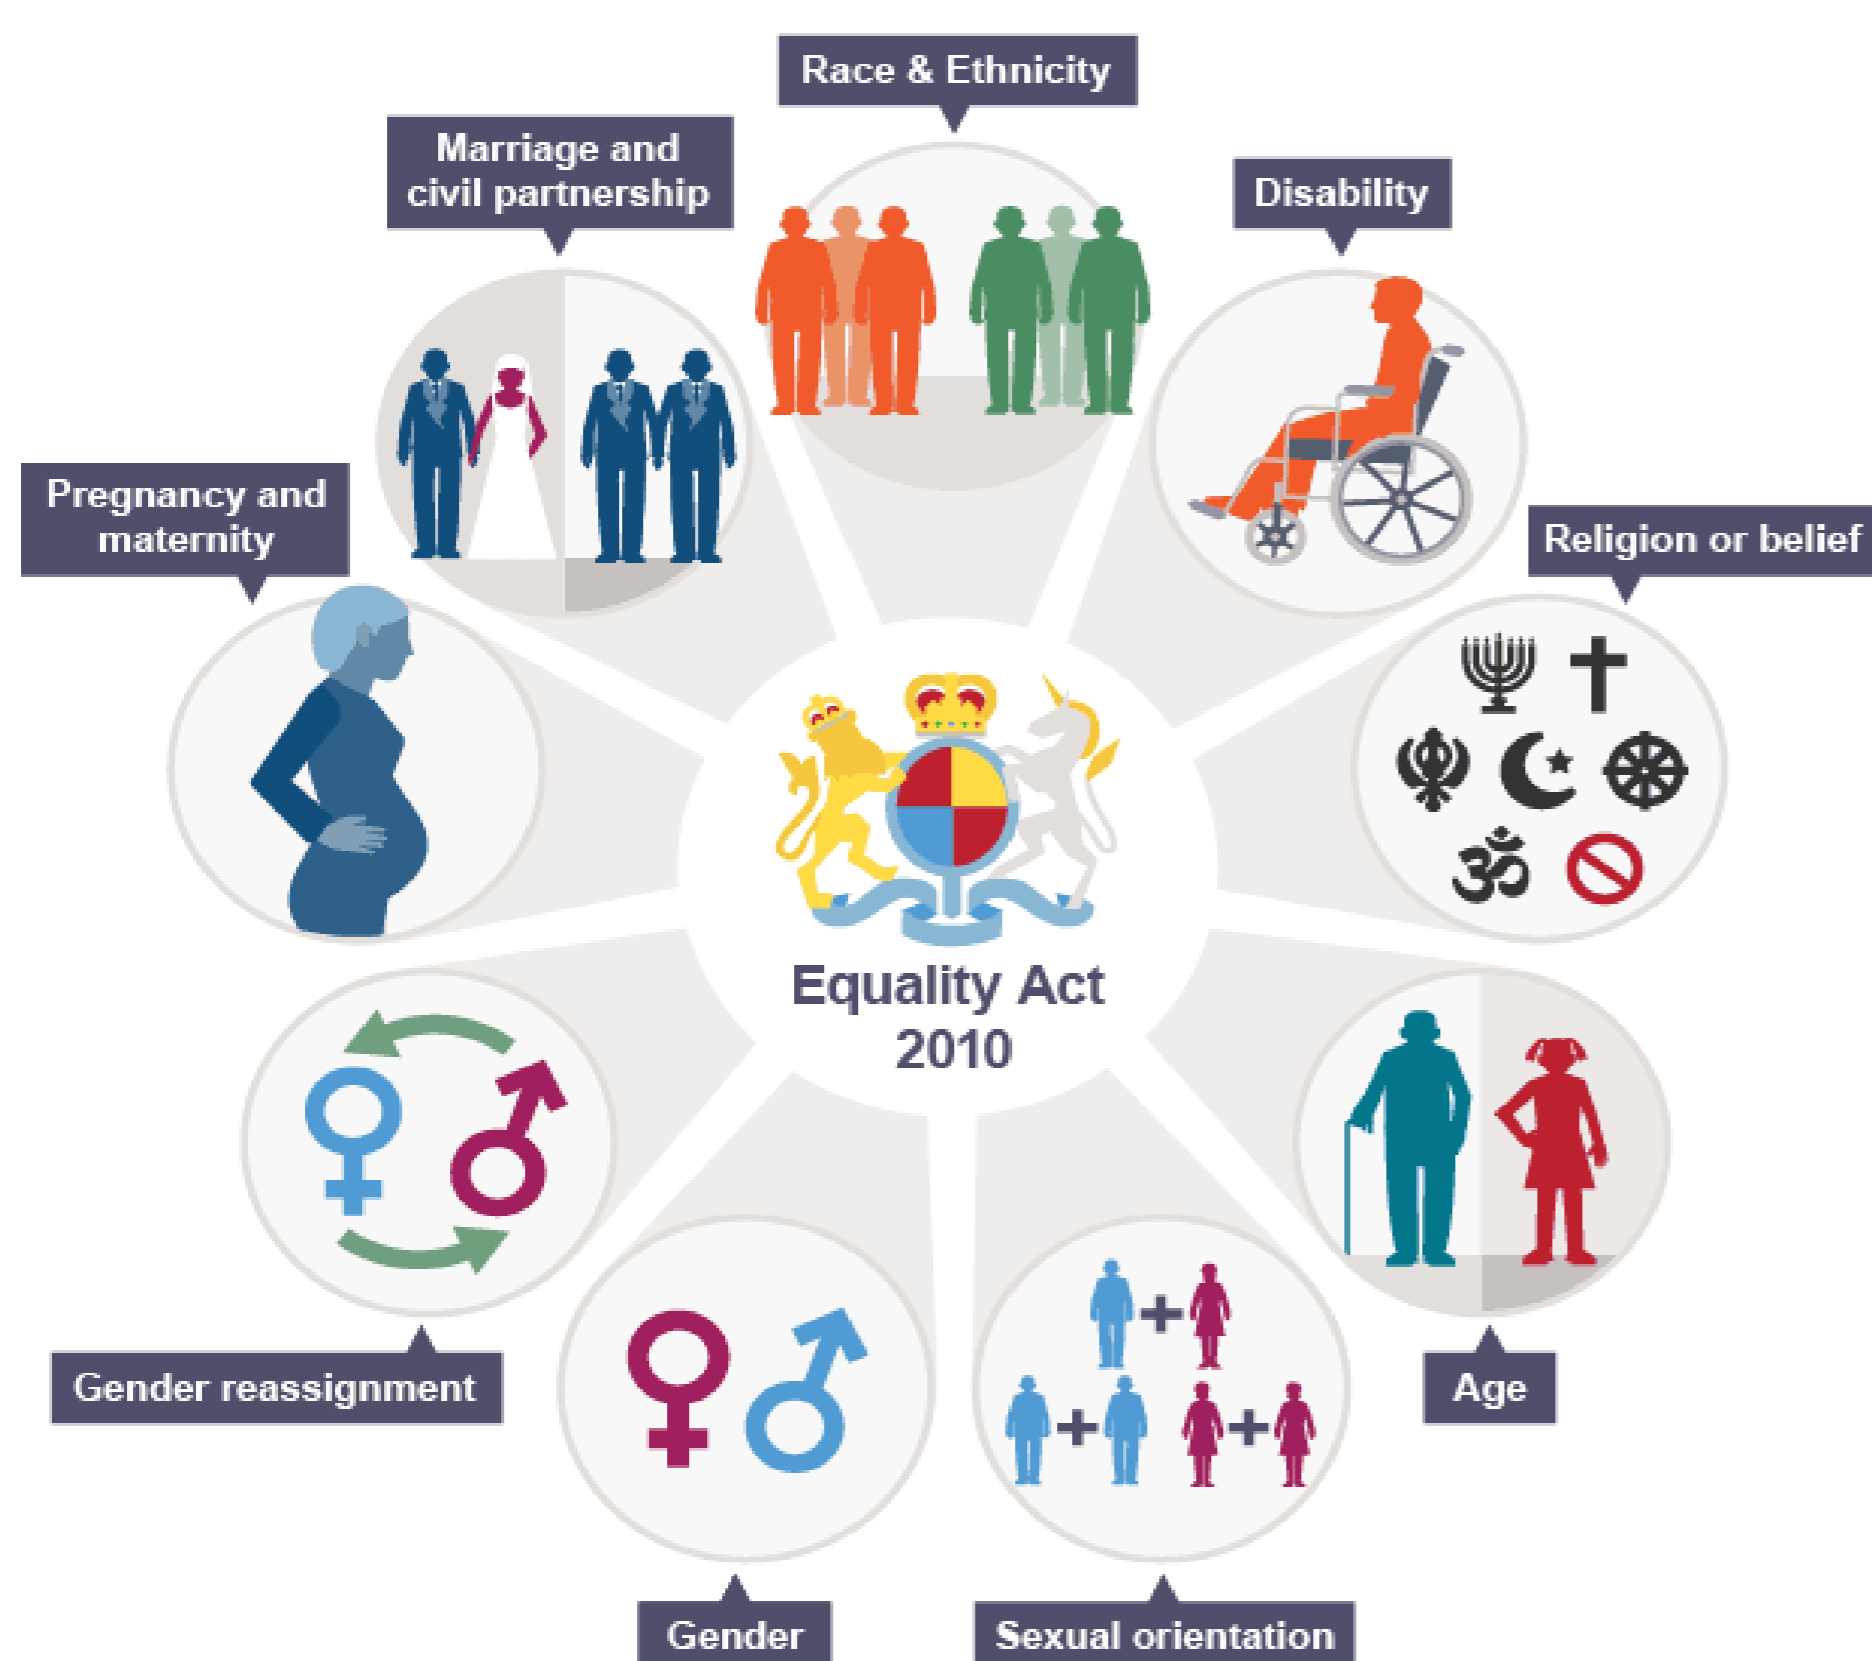 Race & Ethnicity
Marriage and
civil partnership
Disability
Pregnancy and
maternity
Religion or belief
Equality Act
2010
Gender reassignment
Age
Gender
Sexual orientation